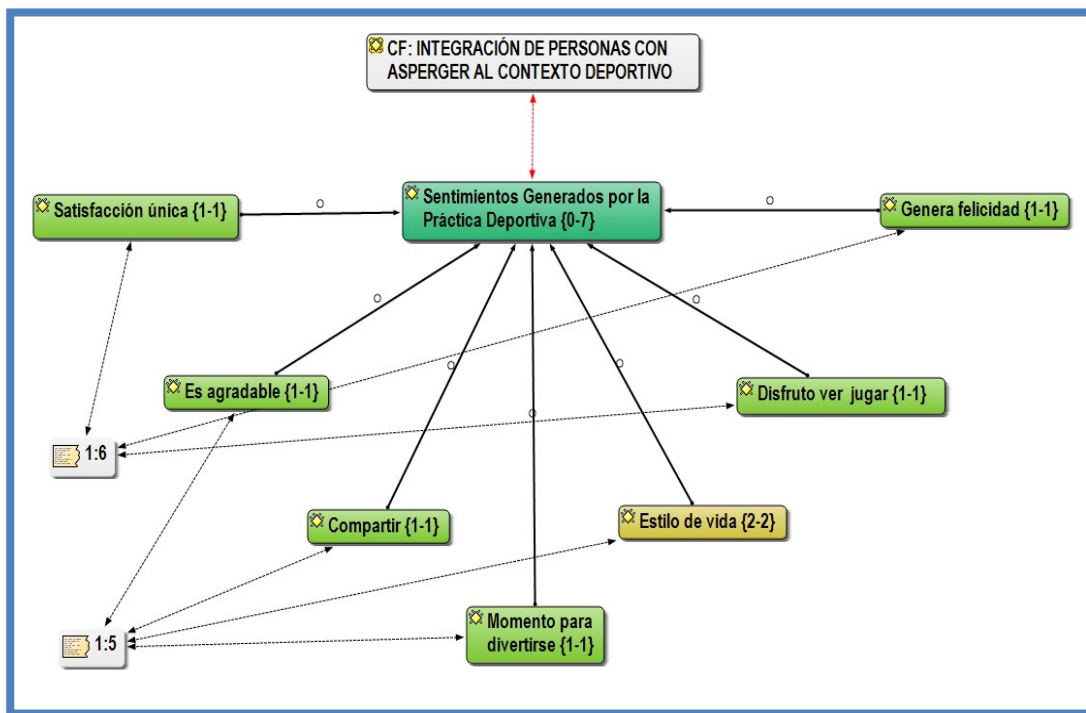 CF: INTEGRACIÓN DE PERSONAS CON
ASPERGER AL CONTEXTO DEPORTIVO
Satisfacción única {1-1}
Sentimientos Generados por la
Práctica Deportiva {0-7}
Genera felicidad {1-1}
Es agradable {1-1}
Disfruto ver jugar {1-1}
1:6
Compartir {1-1}
Estilo de vida {2-2}
Momento para
divertirse {1-1}
1:5